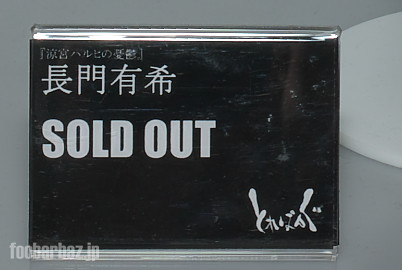 『涼宮ハルヒの憂鬱』
長門有希
SOLD OUT
とれぱんぐ
foobarbaz.jp